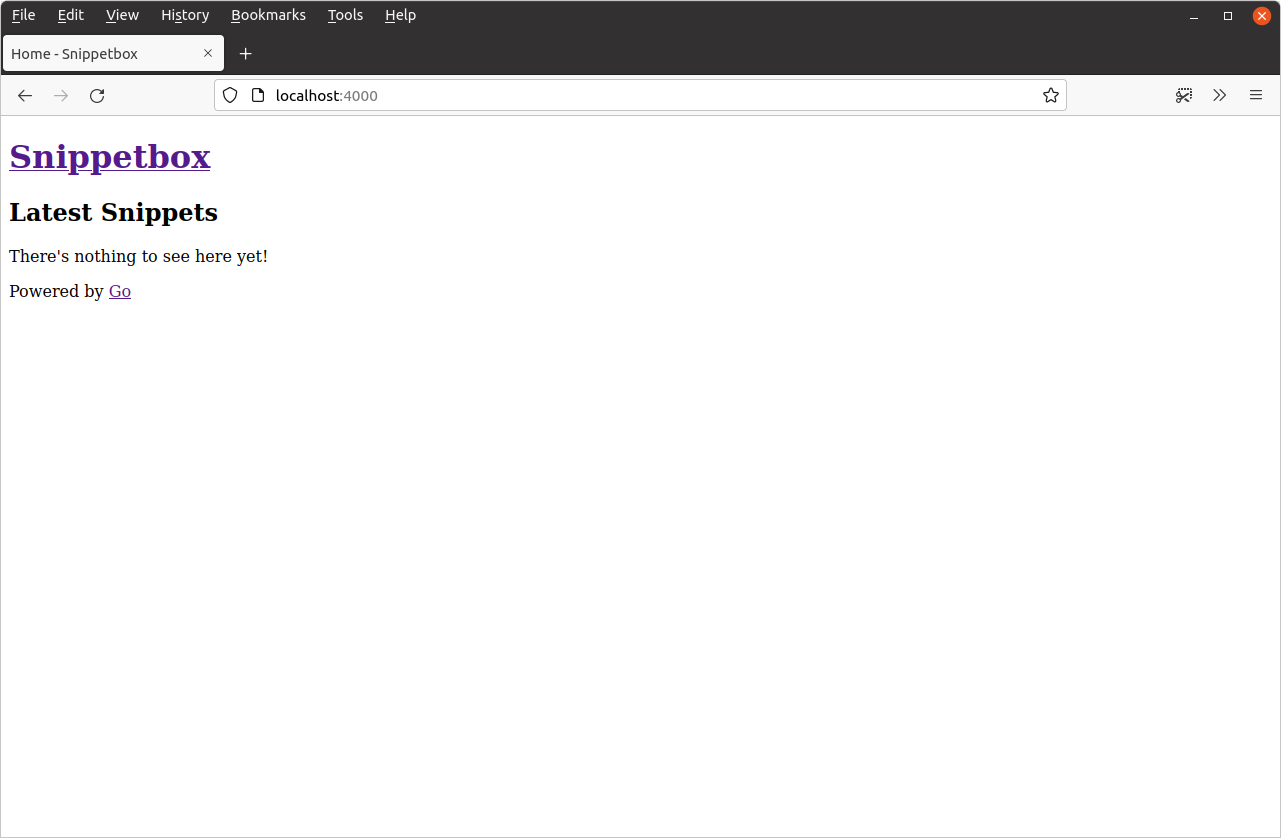 File Edit View History Bookmarks Tools Help
Home - Snippetbox
localhost:4000
Snippetbox
Latest Snippets
There's nothing to see here yet!
Powered by Go